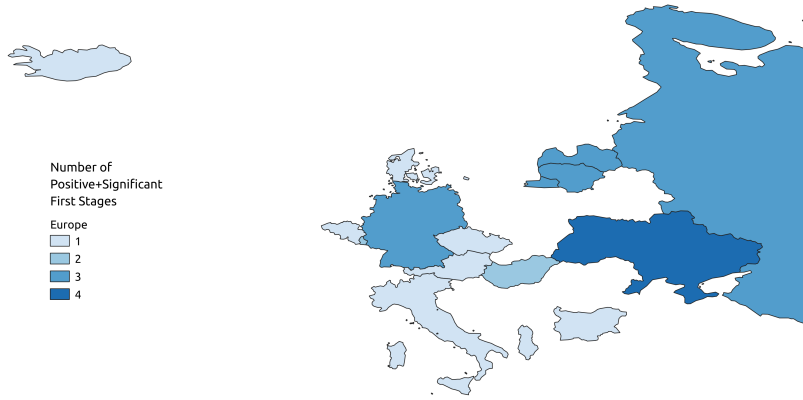 Number of
Positive+Significant
First Stages
Europe
1
2
3
4